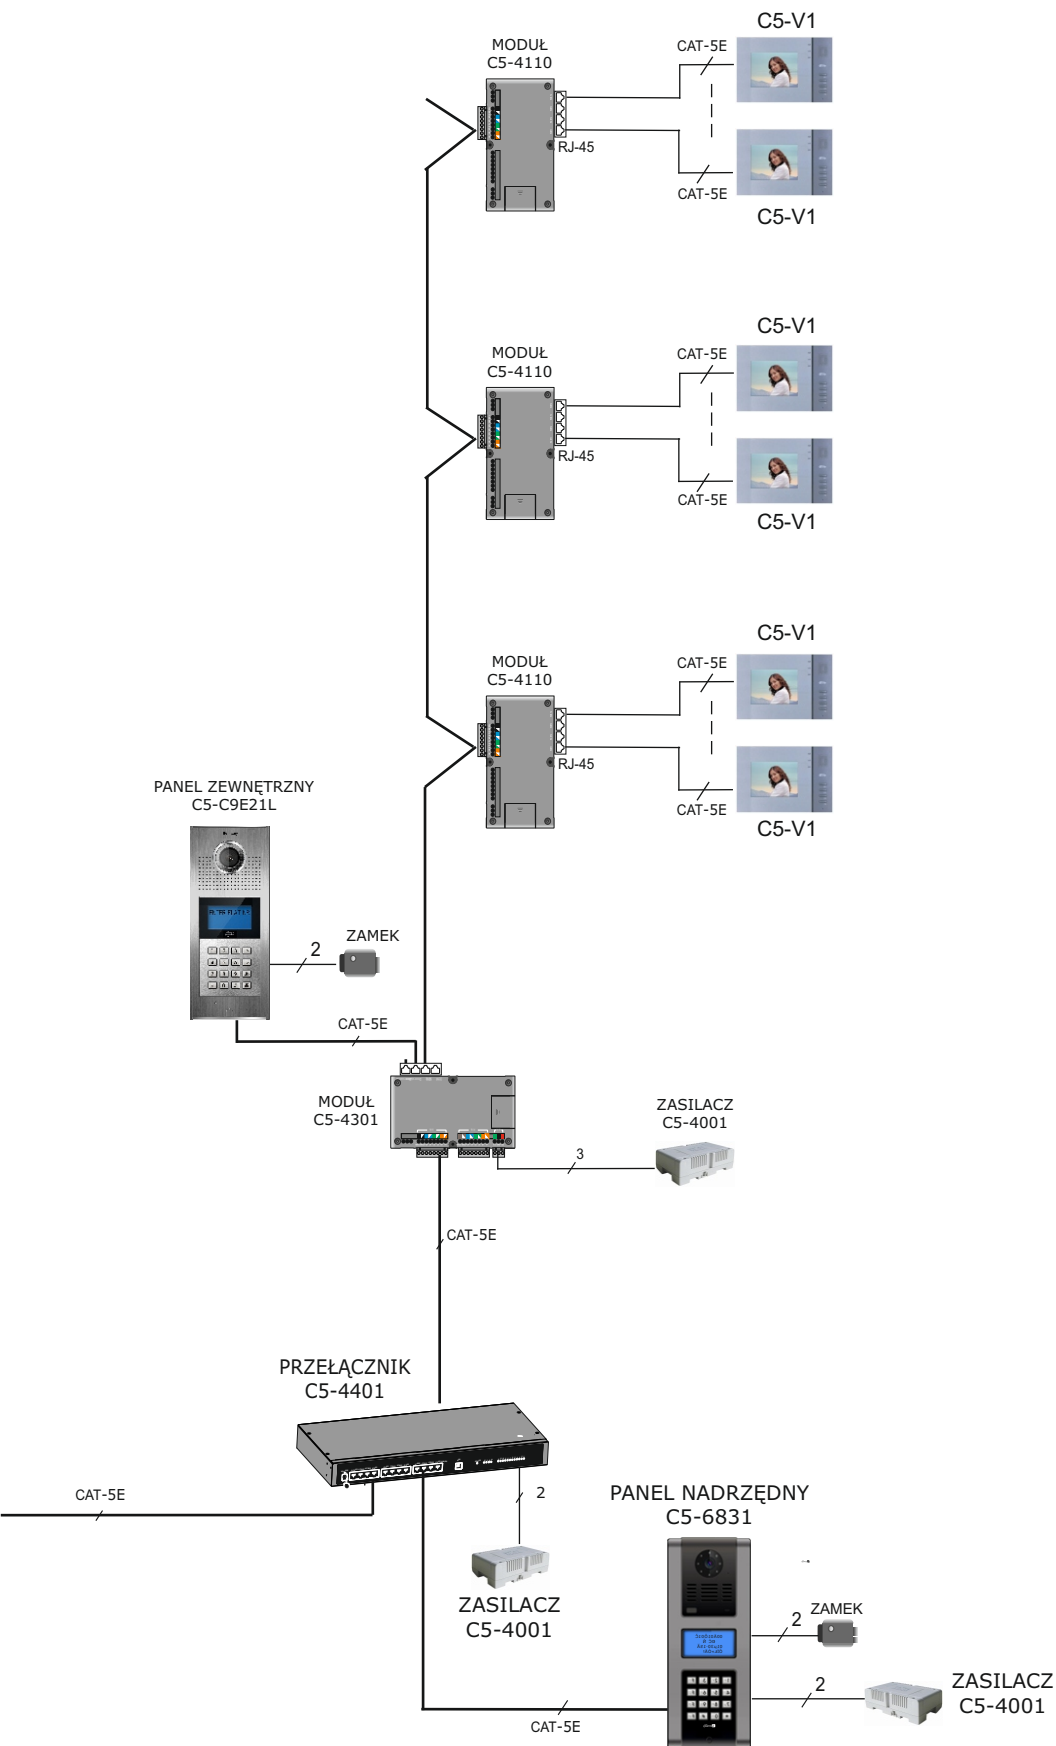 C5-V1
MODUŁ
C5-4110
CAT-5E
RJ-45
CAT-5E
C5-V1
C5-V1
MODUŁ
C5-4110
CAT-5E
RJ-45
CAT-5E
C5-V1
C5-V1
MODUŁ
C5-4110
CAT-5E
RJ-45
CAT-5E
C5-V1
PANEL ZEWNĘTRZNY
C5-C9E21L
2
ZAMEK
CAT-5E
MODUŁ
C5-4301
ZASILACZ
C5-4001
3
CAT-5E
PRZEŁĄCZNIK
C5-4401
CAT-5E
2
ZASILACZ
C5-4001
PANEL NADRZĘDNY
C5-6831
2
ZAMEK
2
ZASILACZ
C5-4001
CAT-5E